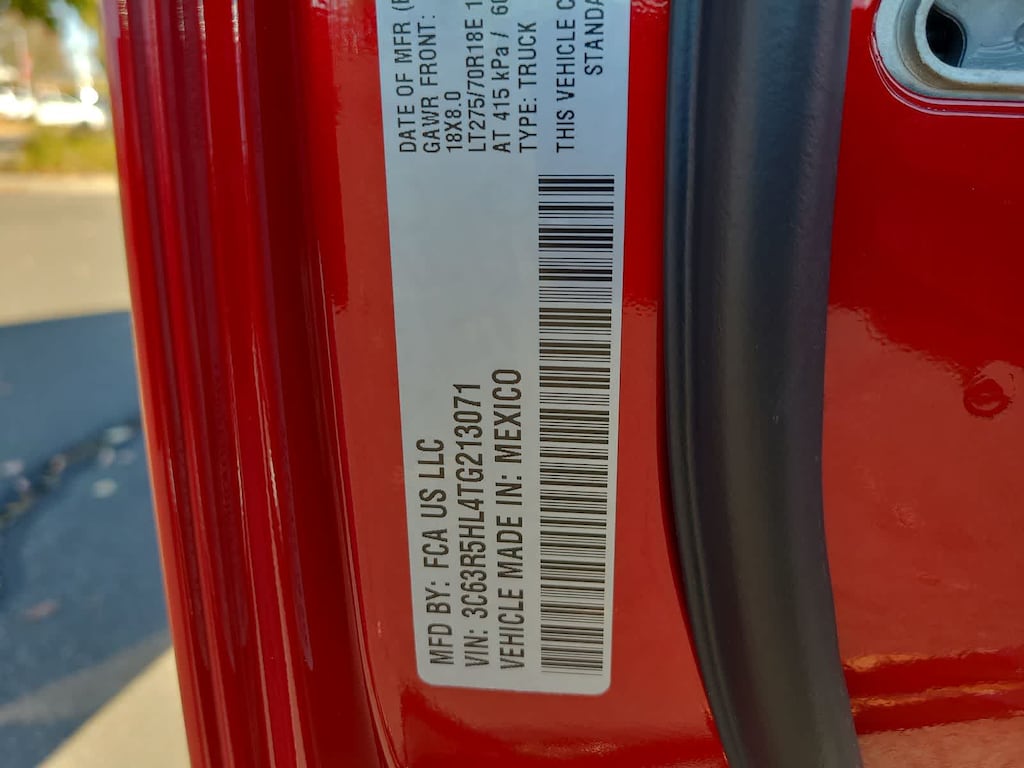 MFD BY: FCA US LLC
VIN: 3C63R5HL4TG213071
VEHICLE MADE IN: MEXICO
DATE OF MFR
GAWR FRONT:
18X8.0
LT275/70R18E
AT 415 kPa /
TYPE: TRUCK
THIS VEHICLE